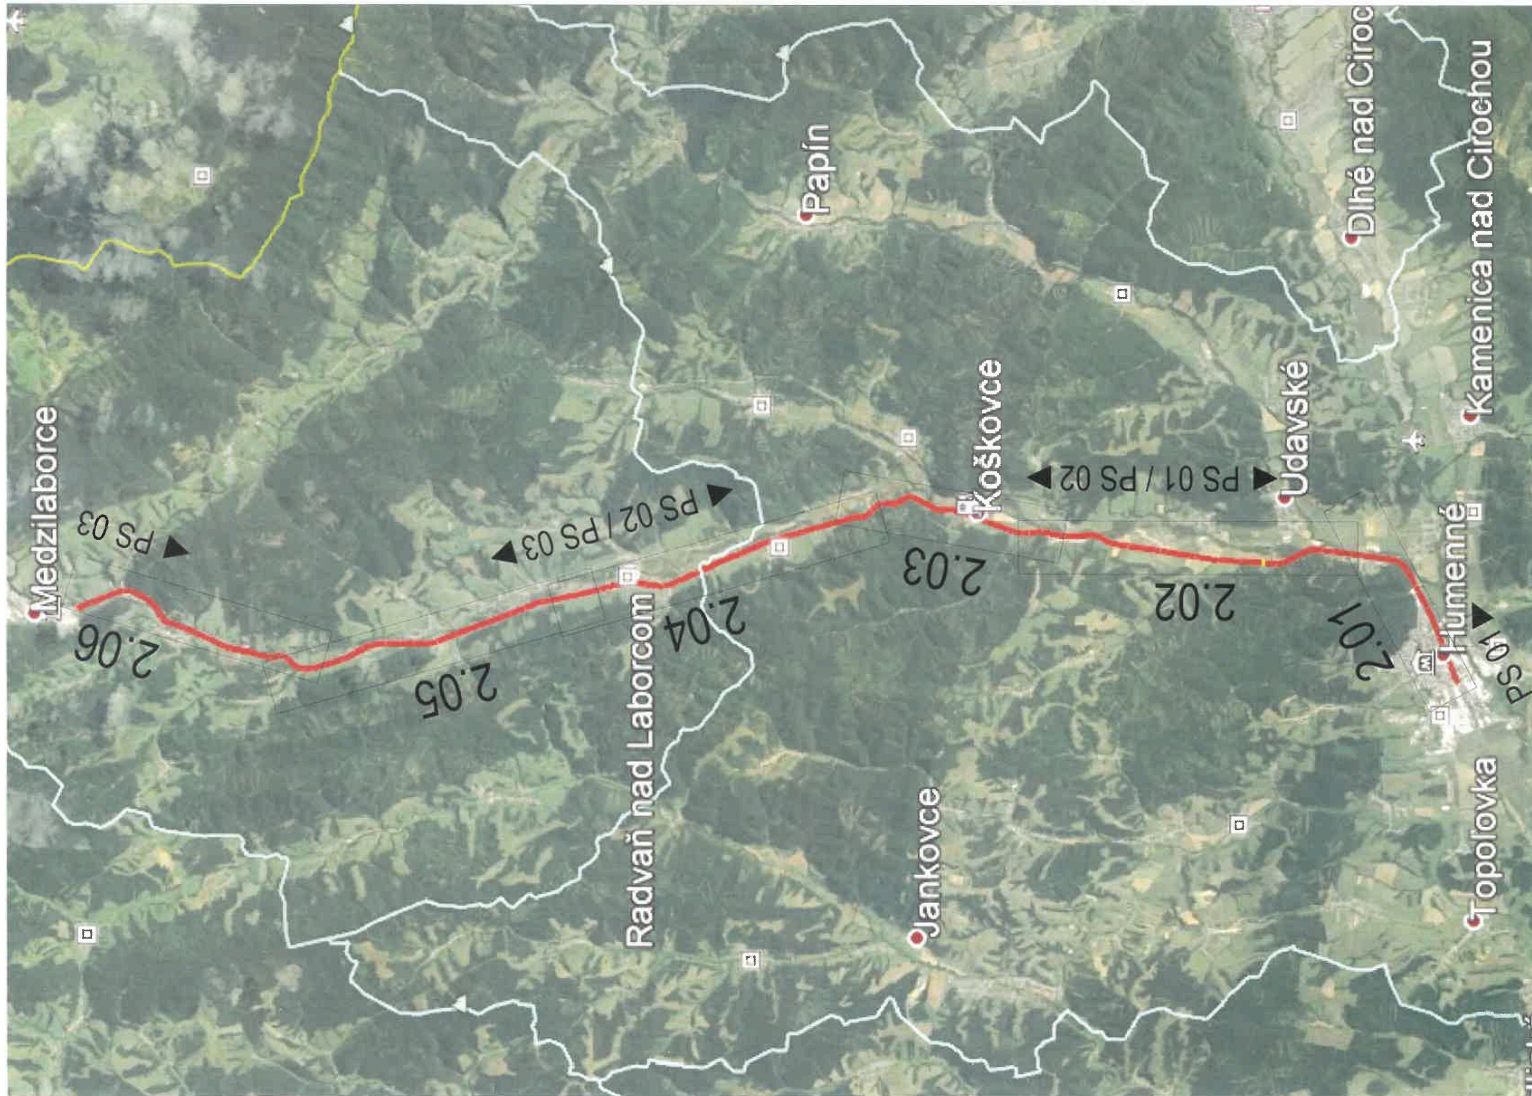 Medzilaborce
PS 03
2.06
PS 02 / PS 03
2.05
Radvaň nad Laborcom
2.04
Papín
Koškovce
2.03
PS 01 / PS 02
2.02
Udavské
Dlhé nad Ciroc
Kamenica nad Cirochou
Jankovce
2.01
Humenné
PS 01
Topoľovka